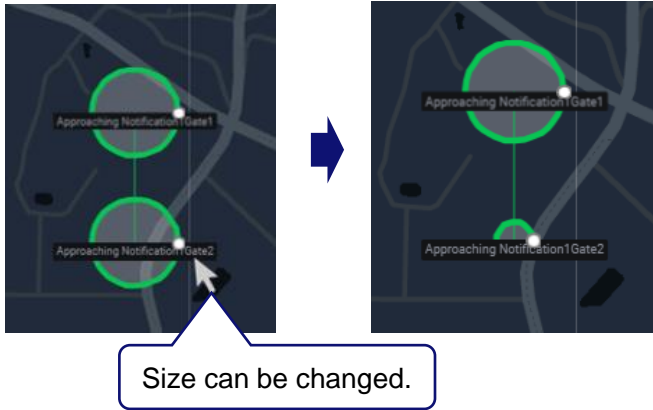 Approaching Notification1Gate1
Approaching Notification1Gate2
Approaching Notification1Gate1
Approaching Notification1Gate2
Size can be changed.